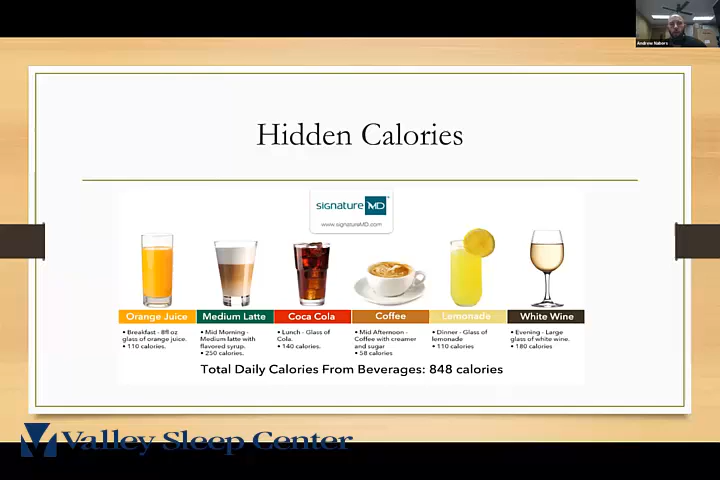 Andrew Nabors
Hidden Calories
signature MD
www.signatureMD.com
Orange Juice
• Breakfast - 8fl oz
glass of orange juice.
• 110 calories.
Medium Latte
• Mid Morning -
Medium latte with
flavored syrup.
• 250 calories.
Coca Cola
• Lunch - Glass of
Cola.
• 140 calories.
Coffee
• Mid Afternoon -
Coffee with creamer
and sugar
• 58 calories
Lemonade
• Dinner - Glass of
lemonade
• 110 calories
White Wine
• Evening - Large
glass of white wine.
• 180 calories
Total Daily Calories From Beverages: 848 calories
Valley Sleep Center